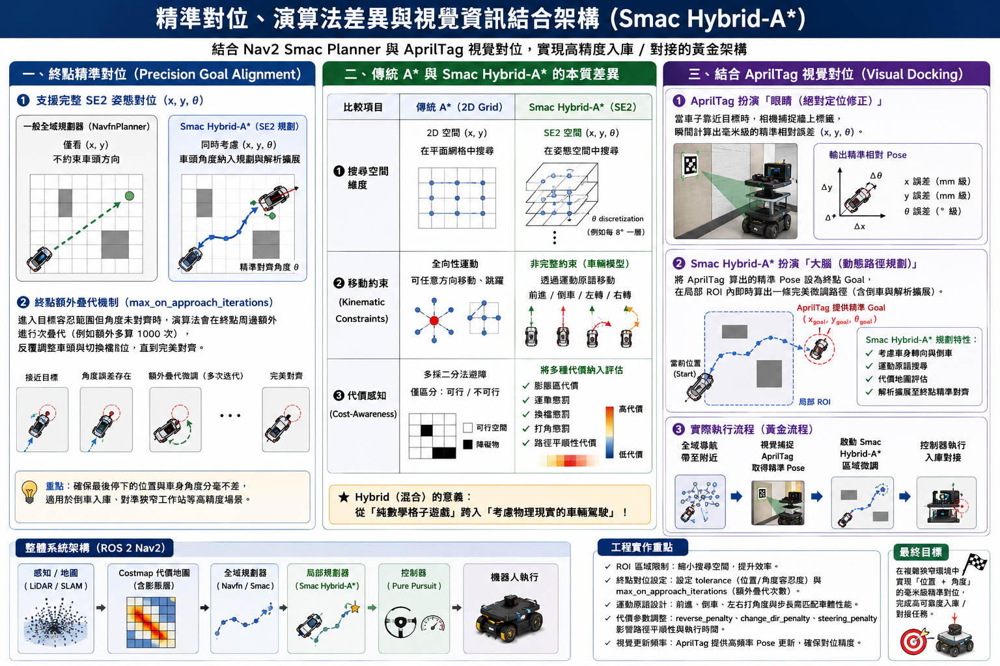 精準對位、演算法差異與視覺資訊結合架構 (Smac Hybrid-A*)
結合 Nav2 Smac Planner 與 AprilTag 視覺對位，實現高精度入庫 / 對接的黃金架構
一、終點精準對位（Precision Goal Alignment）
1 支援完整 SE2 姿態對位（x, y, θ）
一般全域規劃器（NavfnPlanner）
僅看（x, y）
不約束車頭方向
Smac Hybrid-A*（SE2 規劃）
同時考慮（x, y, θ）
車頭角度納入規劃與解析擴展
精準對齊角度 θ
2 終點額外疊代機制（max_on_approach_iterations）
進入目標容忍範圍但角度未對齊時，演算法會在終點周邊額外
進行次疊代（例如額外多算 1000 次），
反覆調整車頭與切換檔位，直到完美對齊。
接近目標
角度誤差存在
額外疊代微調（多次迭代）
完美對齊
• • •
重點：確保最後停下的位置與車身角度分毫不差，
適用於倒車入庫、對準狹窄工作站等高精度場景。
二、傳統 A* 與 Smac Hybrid-A* 的本質差異
比較項目
傳統 A*（2D Grid）
Smac Hybrid-A*（SE2）
1 搜尋空間
維度
2D 空間（x, y）
在平面網格中搜尋
SE2 空間（x, y, θ）
在姿態空間中搜尋
θ discretization
（例如每 8° 一層）
2 移動約束
(Kinematic
Constraints)
全向性運動
可任意方向移動、跳躍
非完整約束（車輛模型）
透過運動原語移動
前進 / 倒車 / 左轉 / 右轉
3 代價感知
(Cost-Awareness)
多採二分法避障
僅區分：可行 / 不可行
可行空間
障礙物
將多種代價納入評估
✓ 膨脹區代價
✓ 運動懲罰
✓ 換檔懲罰
✓ 打角懲罰
✓ 路徑平順性代價
高代價
低代價
★ Hybrid（混合）的意義：
從「純數學格子遊戲」跨入「考慮物理現實的車輛駕駛」！
三、結合 AprilTag 視覺對位（Visual Docking）
1 AprilTag 扮演「眼睛（絕對定位修正）」
當車子靠近目標時，相機捕捉牆上標籤，
瞬間計算出毫米級的精準相對誤差（x, y, θ）。
輸出精準相對 Pose
Δθ
Δy
Δx
x 誤差（mm 級）
y 誤差（mm 級）
θ 誤差（° 級）
2 Smac Hybrid-A* 扮演「大腦（動態路徑規劃）」
將 AprilTag 算出的精準 Pose 設為終點 Goal，
在局部 ROI 內即時算出一條完美微調路徑（含倒車與解析擴展）。
AprilTag 提供精準 Goal
( xgoal, ygoal, θgoal )
當前位置
(Start)
局部 ROI
Smac Hybrid-A* 規劃特性：
✓ 考慮車身轉向與倒車
✓ 運動原語搜尋
✓ 代價地圖評估
✓ 解析擴展至終點精準對齊
3 實際執行流程（黃金流程）
全域導航
帶至附近
視覺捕捉
AprilTag
取得精準 Pose
啟動 Smac
Hybrid-A*
區域微調
控制器執行
入庫對接
整體系統架構（ROS 2 Nav2）
感知 / 地圖
( LiDAR / SLAM )
Costmap 代價地圖
（含膨脹層）
全域規劃器
( Navfn / Smac )
局部規劃器
( Smac Hybrid-A*)
控制器
( Pure Pursuit )
機器人執行
工程實作重點
✓ ROI 區域限制：縮小搜尋空間，提升效率。
✓ 終點對位設定：設定 tolerance（位置/角度容忍度）與
max_on_approach_iterations（額外疊代次數）。
✓ 運動原語設計：前進、倒車、左右打角度與步長需匹配車體性能。
✓ 代價參數調整：reverse_penalty、change_dir_penalty、steering_penalty
影響路徑平順性與執行時間。
✓ 視覺更新頻率：AprilTag 提供高頻率 Pose 更新，確保對位精度。
最終目標
在複雜狹窄環境中
實現「位置 + 角度」
的毫米級精準對位，
完成高可靠度入庫 /
對接任務。